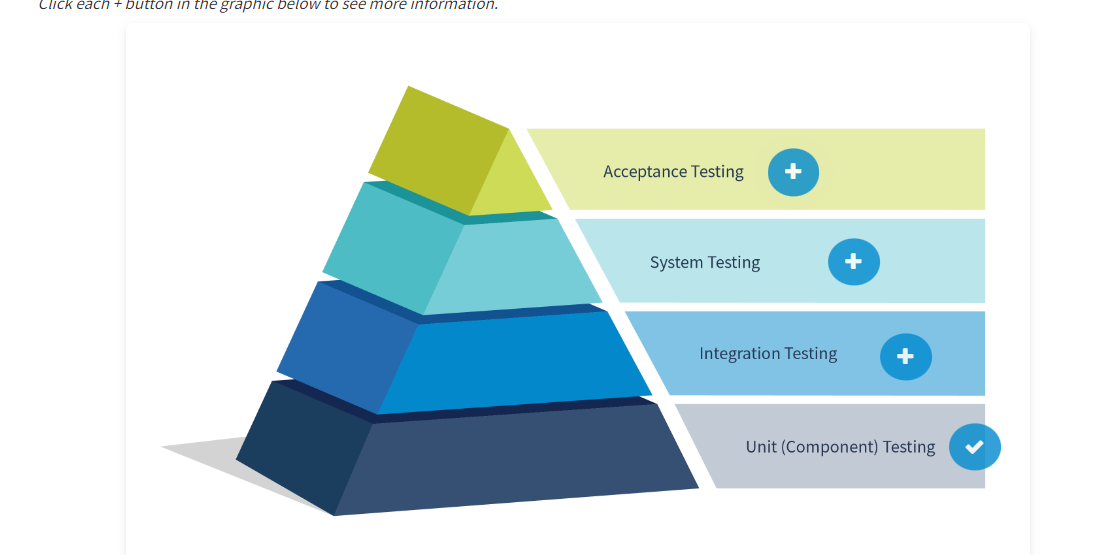 Click each + button in the graphic below to see more information.
Acceptance Testing
System Testing
Integration Testing
Unit (Component) Testing